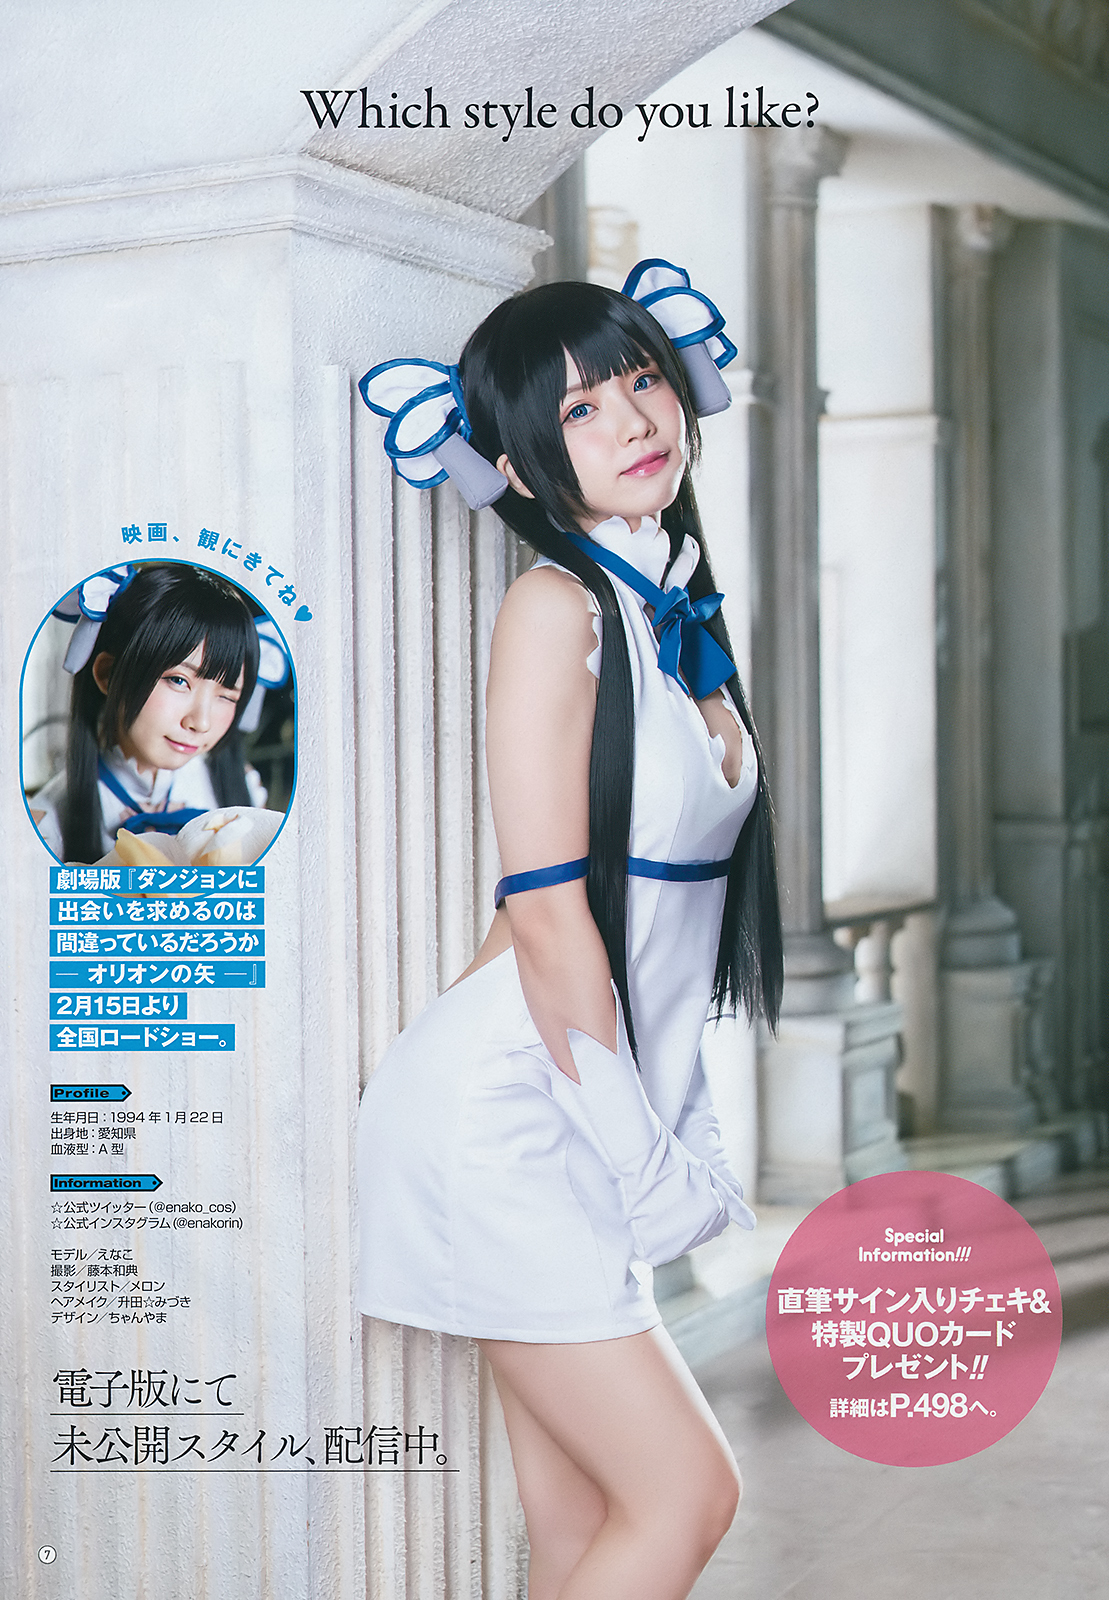 Which style do you like?
映画、観にきてね♥
劇場版『ダンジョンに
出会いを求めるのは
間違っているだろうか
― オリオンの矢 ―』
2月15日より
全国ロードショー。
Profile
生年月日：1994年1月22日
出身地：愛知県
血液型：A型
Information
☆公式ツイッター（@enako_cos）
☆公式インスタグラム（@enakorin）
モデル／えなこ
撮影／藤本和典
スタイリスト／メロン
ヘアメイク／升田☆みづき
デザイン／ちゃんやま
電子版にて
未公開スタイル、配信中。
Special
Information!!!
直筆サイン入りチェキ&
特製QUOカード
プレゼント!!
詳細はP.498へ。
7